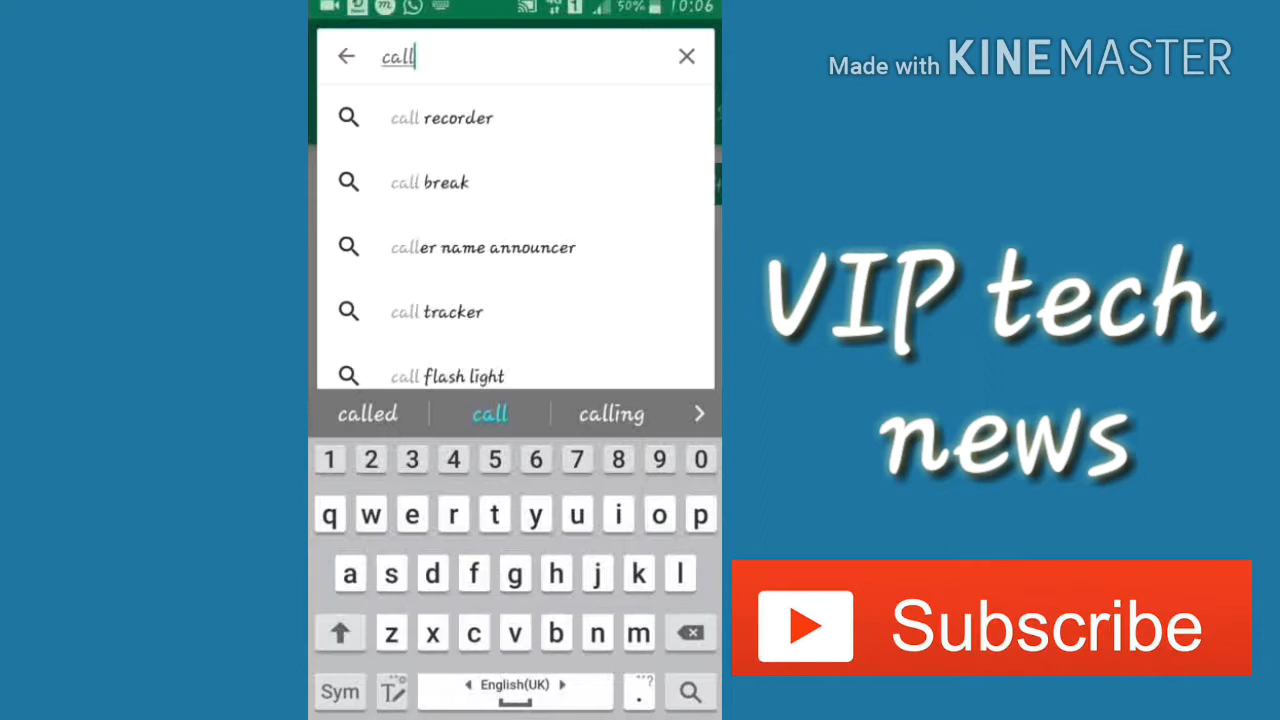 50% 10:06
call
call recorder
call break
caller name announcer
call tracker
call flash light
called call calling
1 2 3 4 5 6 7 8 9 0
q w e r t y u i o p
a s d f g h j k l
z x c v b n m
Sym English(UK) .
Made with KINEMASTER
VIP tech
news
Subscribe